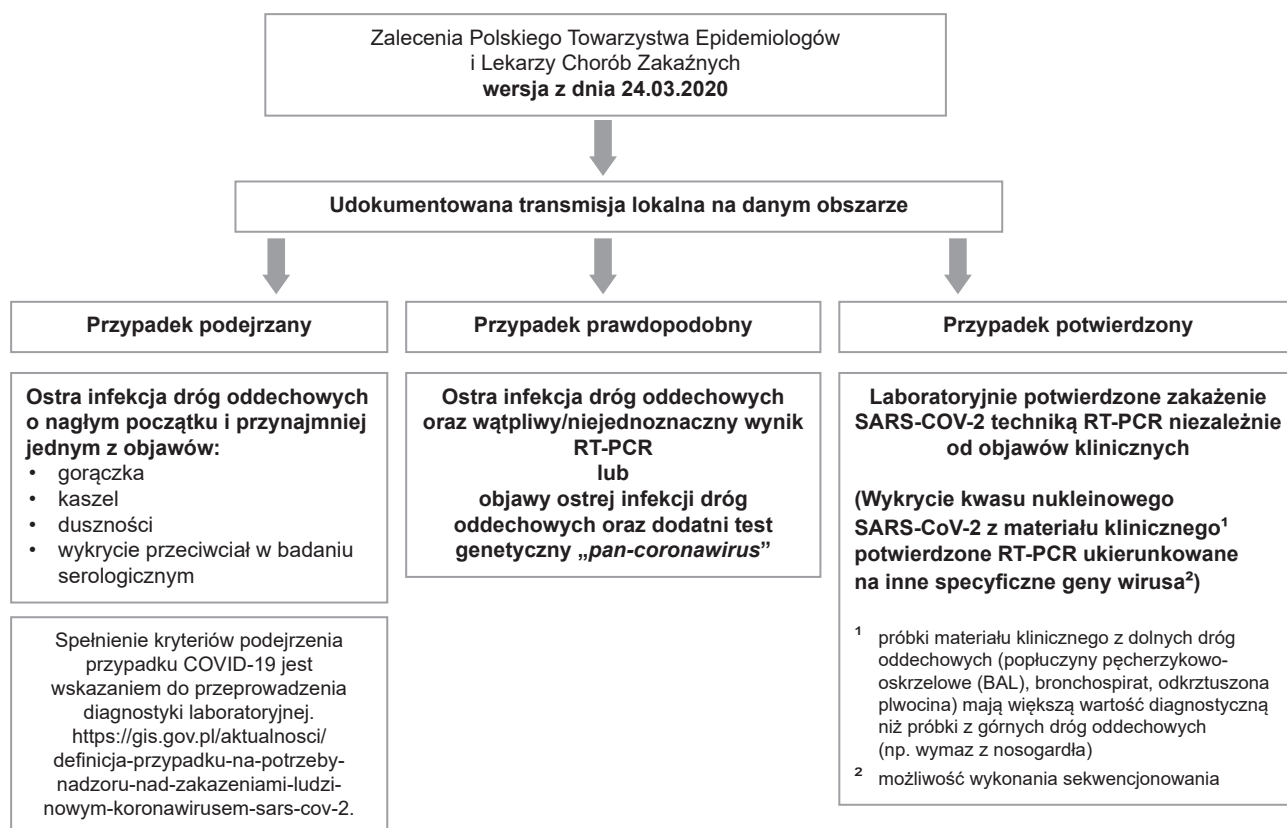 Zalecenia Polskiego Towarzystwa Epidemiologów
i Lekarzy Chorób Zakaźnych
wersja z dnia 24.03.2020
Udokumentowana transmisja lokalna na danym obszarze
Przypadek podejrzany
Ostra infekcja dróg oddechowych
o nagłym początku i przynajmniej
jednym z objawów:
• gorączka
• kaszel
• duszności
• wykrycie przeciwciał w badaniu
serologicznym
Spełnienie kryteriów podejrzenia
przypadku COVID-19 jest
wskazaniem do przeprowadzenia
diagnostyki laboratoryjnej.
https://gis.gov.pl/aktualnosci/
definicja-przypadku-na-potrzeby-
nadzoru-nad-zakazeniami-ludzi-
nowym-koronawirusem-sars-cov-2.
Przypadek prawdopodobny
Ostra infekcja dróg oddechowych
oraz wątpliwy/niejednoznaczny wynik
RT-PCR
lub
objawy ostrej infekcji dróg
oddechowych oraz dodatni test
genetyczny „pan-coronawirus”
Przypadek potwierdzony
Laboratoryjnie potwierdzone zakażenie
SARS-COV-2 techniką RT-PCR niezależnie
od objawów klinicznych
(Wykrycie kwasu nukleinowego
SARS-CoV-2 z materiału klinicznego¹
potwierdzone RT-PCR ukierunkowane
na inne specyficzne geny wirusa²)
¹ próbki materiału klinicznego z dolnych dróg
oddechowych (popłuczyny pęcherzykowo-
oskrzelowe (BAL), bronchospirat, odkrztuszona
plwocina) mają większą wartość diagnostyczną
niż próbki z górnych dróg oddechowych
(np. wymaz z nosogardła)
² możliwość wykonania sekwencjonowania